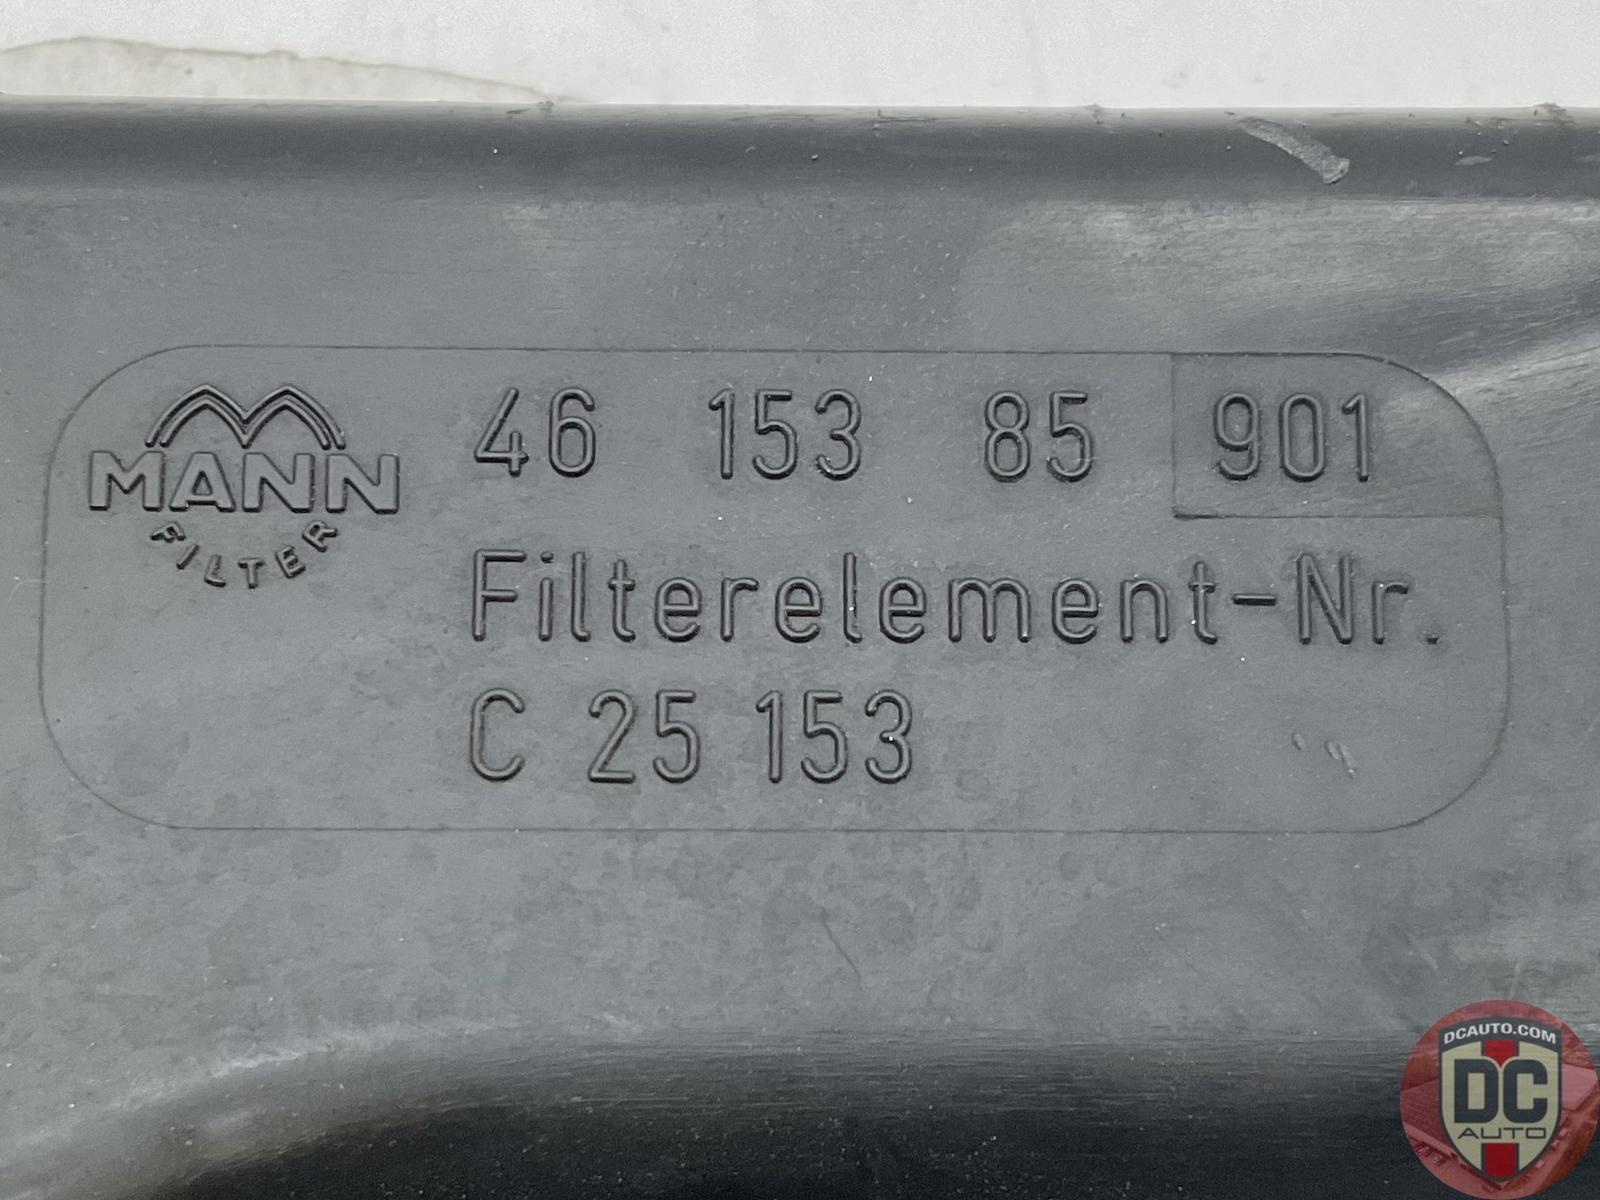 MANN
FILTER
46 153 85 901
Filterelement-Nr.
C 25 153
DCAUTO.COM
DC
AUTO